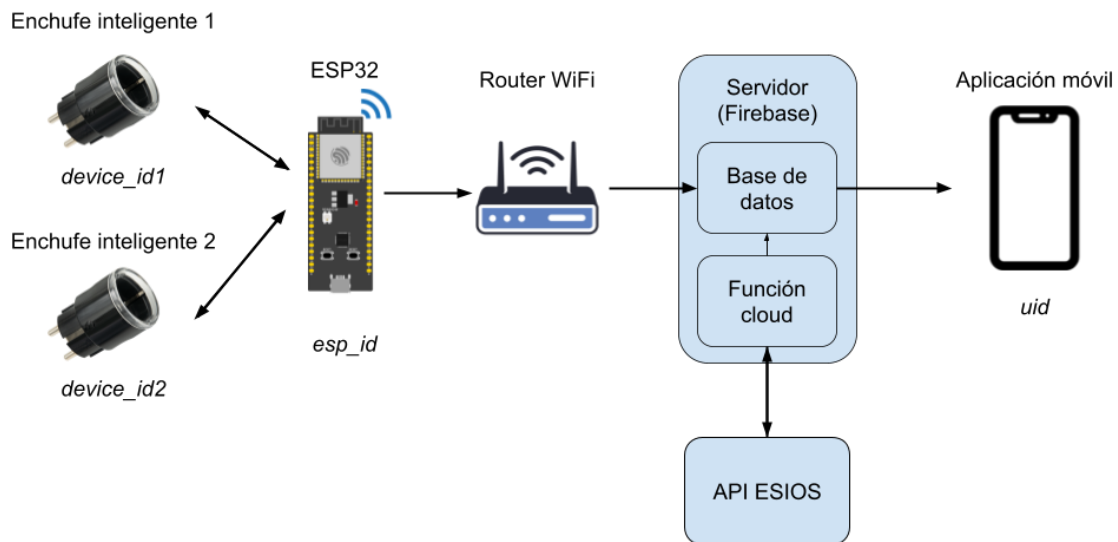 Enchufe inteligente 1
device_id1
Enchufe inteligente 2
device_id2
ESP32
esp_id
Router WiFi
Servidor
(Firebase)
Base de
datos
Función
cloud
API ESIOS
Aplicación móvil
uid